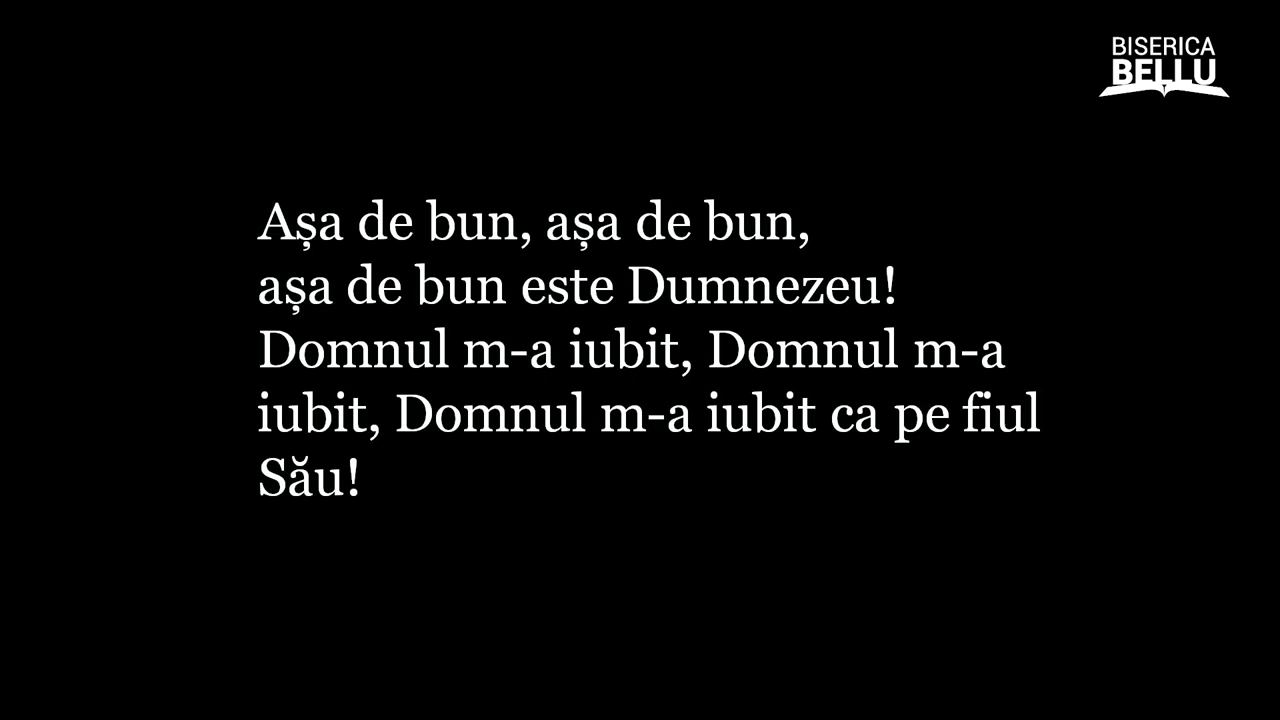 BISERICA
BELLU
Așa de bun, așa de bun,
așa de bun este Dumnezeu!
Domnul m-a iubit, Domnul m-a
iubit, Domnul m-a iubit ca pe fiul
Său!